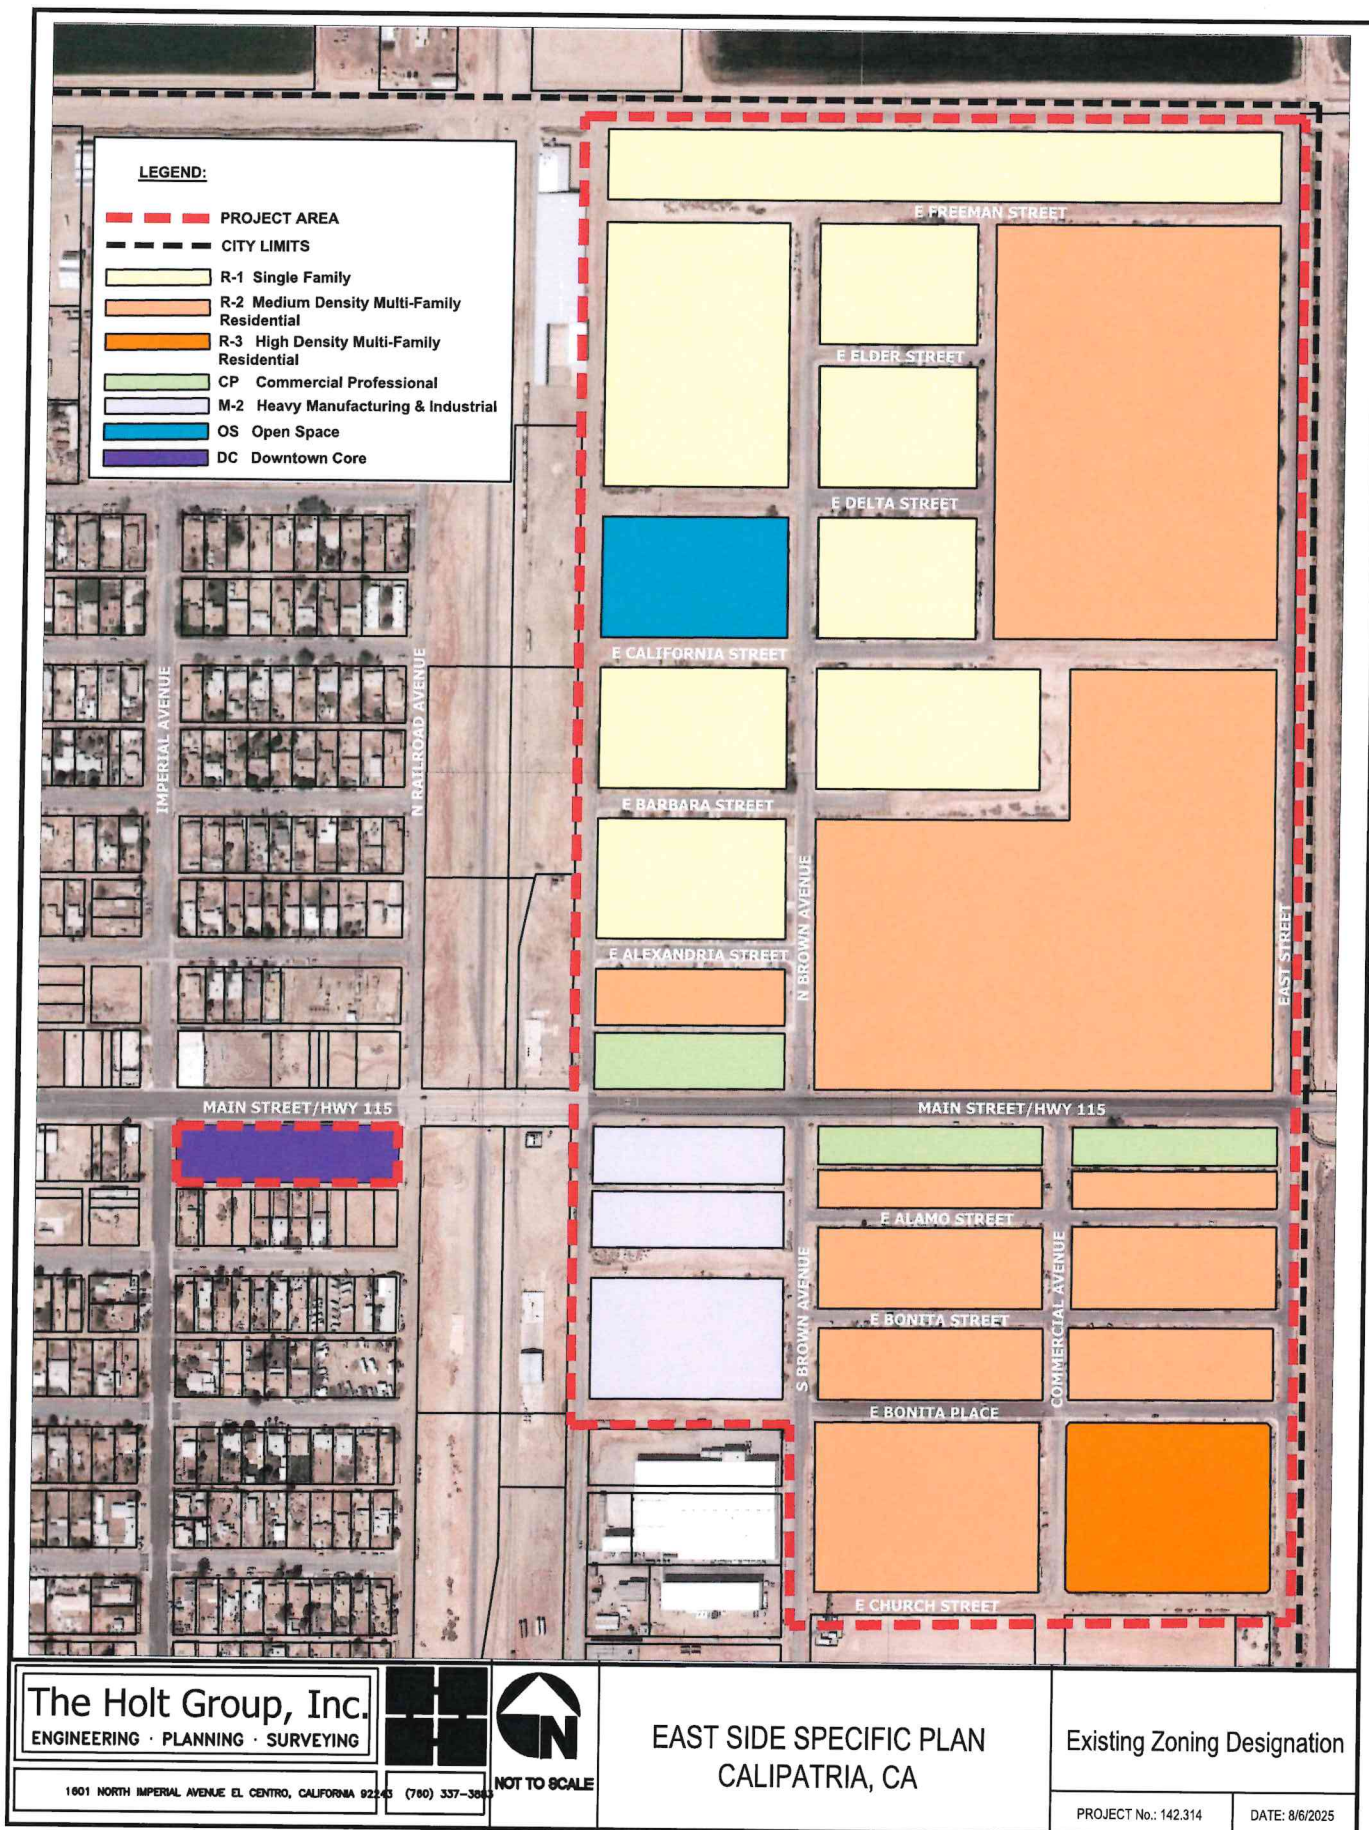 LEGEND:
PROJECT AREA
CITY LIMITS
R-1 Single Family
R-2 Medium Density Multi-Family
Residential
R-3 High Density Multi-Family
Residential
CP Commercial Professional
M-2 Heavy Manufacturing & Industrial
OS Open Space
DC Downtown Core
E FREEMAN STREET
E ELDER STREET
E DELTA STREET
E CALIFORNIA STREET
IMPERIAL AVENUE
N RAILROAD AVENUE
E BARBARA STREET
N BROWN AVENUE
EAST STREET
E ALEXANDRIA STREET
MAIN STREET/HWY 115
MAIN STREET/HWY 115
E ALAMO STREET
S BROWN AVENUE
COMMERCIAL AVENUE
E BONITA STREET
E BONITA PLACE
E CHURCH STREET
The Holt Group, Inc.
ENGINEERING · PLANNING · SURVEYING
1601 NORTH IMPERIAL AVENUE EL CENTRO, CALIFORNIA 92243 (760) 337-3883
N
NOT TO SCALE
EAST SIDE SPECIFIC PLAN
CALIPATRIA, CA
Existing Zoning Designation
PROJECT No.: 142.314
DATE: 8/6/2025